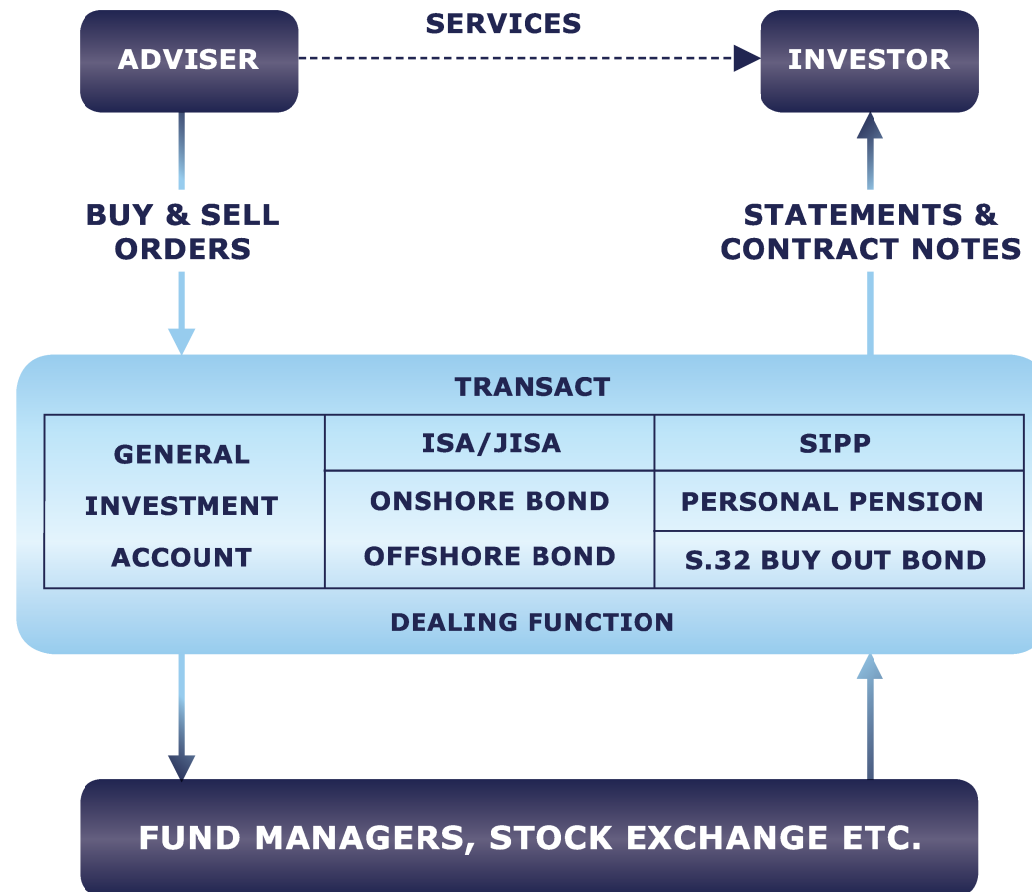 SERVICES
ADVISER
INVESTOR
BUY & SELL
ORDERS
STATEMENTS &
CONTRACT NOTES
TRANSACT
GENERAL
INVESTMENT
ACCOUNT
ISA/JISA
ONSHORE BOND
OFFSHORE BOND
SIPP
PERSONAL PENSION
S.32 BUY OUT BOND
DEALING FUNCTION
FUND MANAGERS, STOCK EXCHANGE ETC.